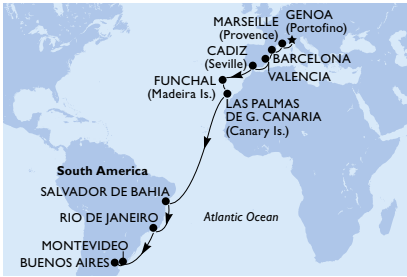 MARSEILLE
(Provence)
GENOA
(Portofino)
CADIZ
(Seville)
BARCELONA
VALENCIA
FUNCHAL
(Madeira Is.)
LAS PALMAS
DE G. CANARIA
(Canary Is.)
South America
SALVADOR DE BAHIA
RIO DE JANEIRO
Atlantic Ocean
MONTEVIDEO
BUENOS AIRES